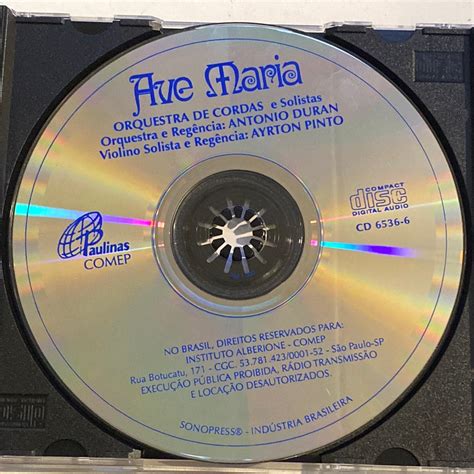 Ave Maria
ORQUESTRA DE CORDAS e Solistas
Orquestra e Regência: ANTONIO DURAN
Violino Solista e Regência: AYRTON PINTO
Paulinas
COMEP
COMPACT
disc
DIGITAL AUDIO
CD 6536-6
NO BRASIL, DIREITOS RESERVADOS PARA:
INSTITUTO ALBERIONE - COMEP
Rua Botucatu, 171 - CGC. 53.781.423/0001-52 - São Paulo-SP
EXECUÇÃO PÚBLICA PROIBIDA, RÁDIO TRANSMISSÃO
E LOCAÇÃO DESAUTORIZADOS.
SONOPRESS® - INDÚSTRIA BRASILEIRA